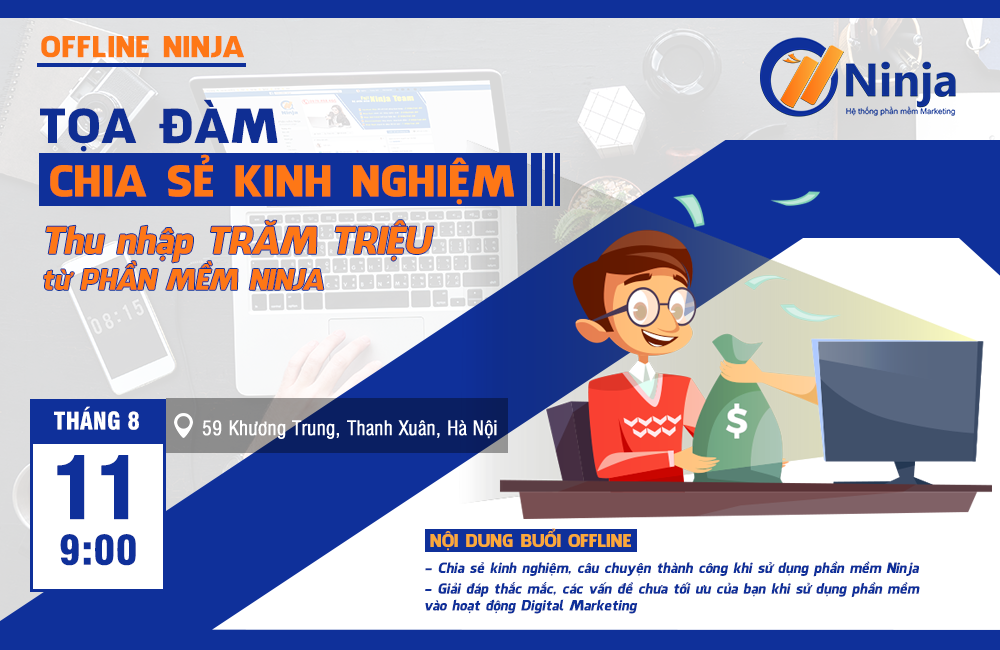 OFFLINE NINJA
Ninja
Hệ thống phần mềm Marketing
TỌA ĐÀM
CHIA SẺ KINH NGHIỆM
Thu nhập TRĂM TRIỆU
từ PHẦN MỀM NINJA
08:15
THÁNG 8
11
9:00
59 Khương Trung, Thanh Xuân, Hà Nội
$
NỘI DUNG BUỔI OFFLINE
– Chia sẻ kinh nghiệm, câu chuyện thành công khi sử dụng phần mềm Ninja
– Giải đáp thắc mắc, các vấn đề chưa tối ưu của bạn khi sử dụng phần mềm
vào hoạt động Digital Marketing